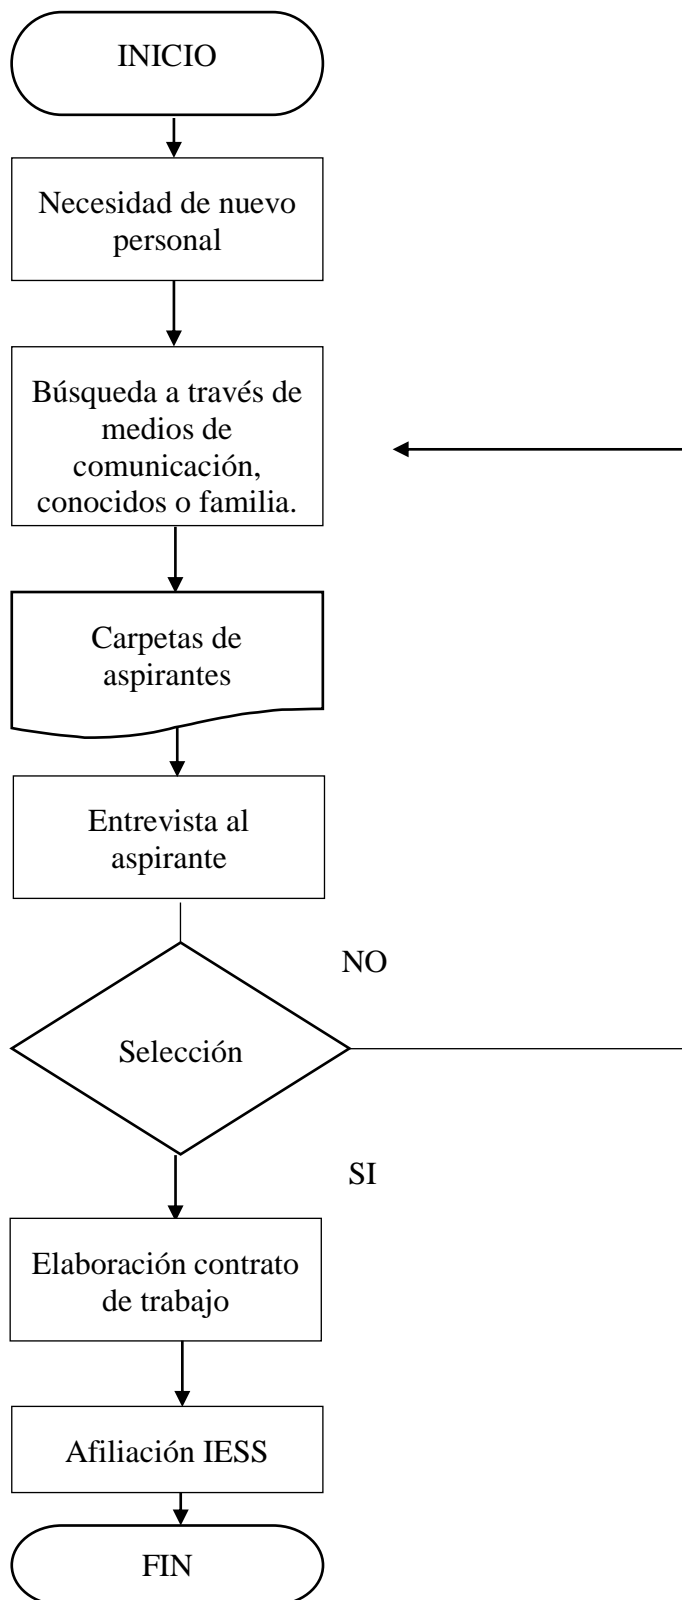 INICIO
Necesidad de nuevo
personal
Búsqueda a través de
medios de
comunicación,
conocidos o familia.
Carpetas de
aspirantes
Entrevista al
aspirante
NO
Selección
SI
Elaboración contrato
de trabajo
Afiliación IESS
FIN